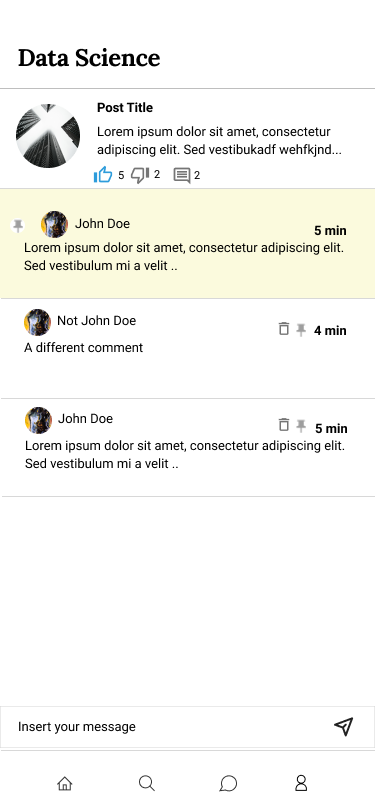 Data Science
Post Title
Lorem ipsum dolor sit amet, consectetur
adipiscing elit. Sed vestibukadf wehfkjnd...
5 2 2
John Doe
5 min
Lorem ipsum dolor sit amet, consectetur adipiscing elit.
Sed vestibulum mi a velit ..
Not John Doe
4 min
A different comment
John Doe
5 min
Lorem ipsum dolor sit amet, consectetur adipiscing elit.
Sed vestibulum mi a velit ..
Insert your message